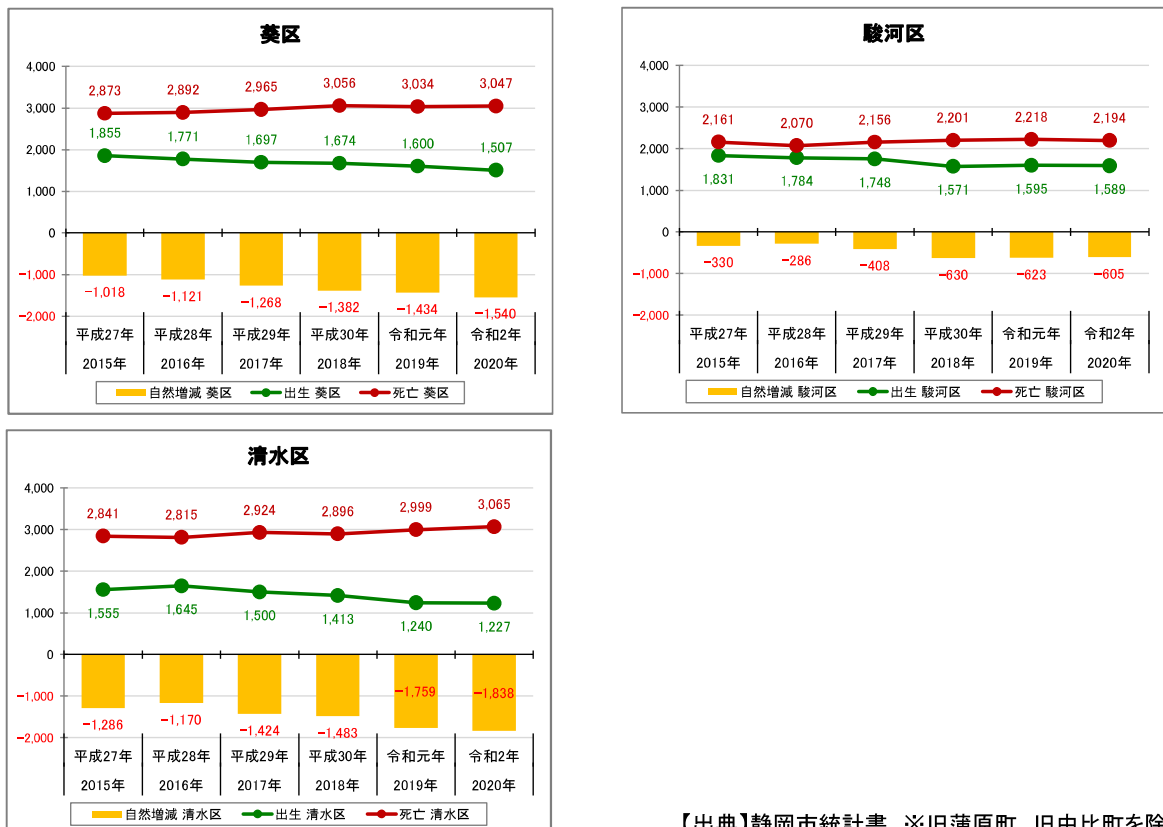 葵区
4,000
3,000
2,000
1,000
0
-1,000
-2,000
2,873 2,892 2,965 3,056 3,034 3,047
1,855 1,771 1,697 1,674 1,600 1,507
-1,018 -1,121 -1,268 -1,382 -1,434 -1,540
平成27年 平成28年 平成29年 平成30年 令和元年 令和2年
2015年 2016年 2017年 2018年 2019年 2020年
自然増減 葵区 出生 葵区 死亡 葵区
駿河区
4,000
3,000
2,000
1,000
0
-1,000
-2,000
2,161 2,070 2,156 2,201 2,218 2,194
1,831 1,784 1,748 1,571 1,595 1,589
-330 -286 -408 -630 -623 -605
平成27年 平成28年 平成29年 平成30年 令和元年 令和2年
2015年 2016年 2017年 2018年 2019年 2020年
自然増減 駿河区 出生 駿河区 死亡 駿河区
清水区
4,000
3,000
2,000
1,000
0
-1,000
-2,000
2,841 2,815 2,924 2,896 2,999 3,065
1,555 1,645 1,500 1,413 1,240 1,227
-1,286 -1,170 -1,424 -1,483 -1,759 -1,838
平成27年 平成28年 平成29年 平成30年 令和元年 令和2年
2015年 2016年 2017年 2018年 2019年 2020年
自然増減 清水区 出生 清水区 死亡 清水区
【出典】静岡市統計書 ※旧蒲原町、旧由比町を除